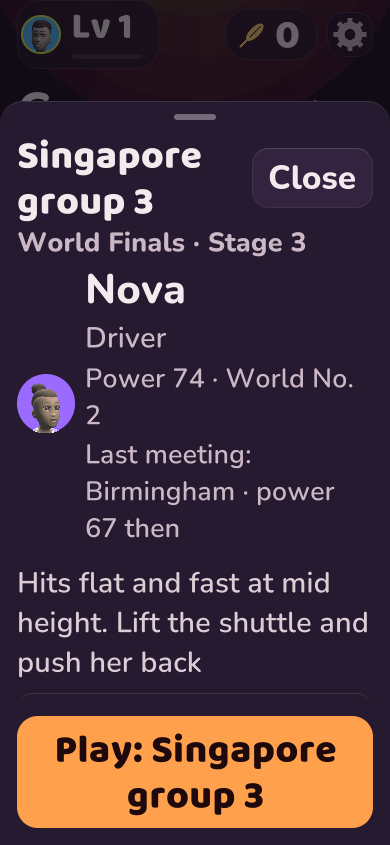 Lv 1
0
Singapore
group 3
Close
World Finals · Stage 3
Nova
Driver
Power 74 · World No.
2
Last meeting:
Birmingham · power
67 then
Hits flat and fast at mid
height. Lift the shuttle and
push her back
Play: Singapore
group 3